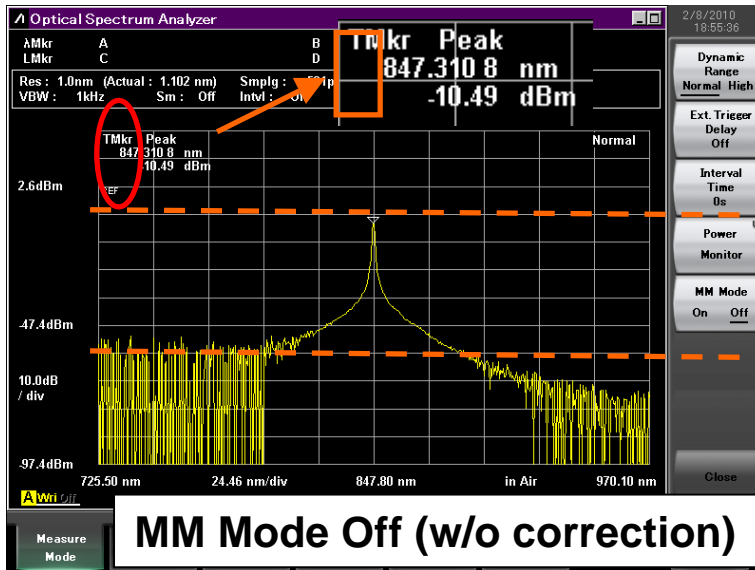 Optical Spectrum Analyzer
2/8/2010
18:55:36
λMkr A B
LMkr C D
TMkr Peak
847.310 8 nm
-10.49 dBm
Res : 1.0nm (Actual : 1.102 nm) Smplg :
VBW : 1kHz Sm : Off Intvl :
TMkr Peak
847.310 8 nm
-10.49 dBm
Normal
2.6dBm
REF
-47.4dBm
10.0dB
/ div
-97.4dBm
725.50 nm 24.46 nm/div 847.80 nm in Air 970.10 nm
A Wri Off
Dynamic
Range
Normal High
Ext. Trigger
Delay
Off
Interval
Time
0s
Power
Monitor
MM Mode
On Off
Close
Measure
Mode
MM Mode Off (w/o correction)